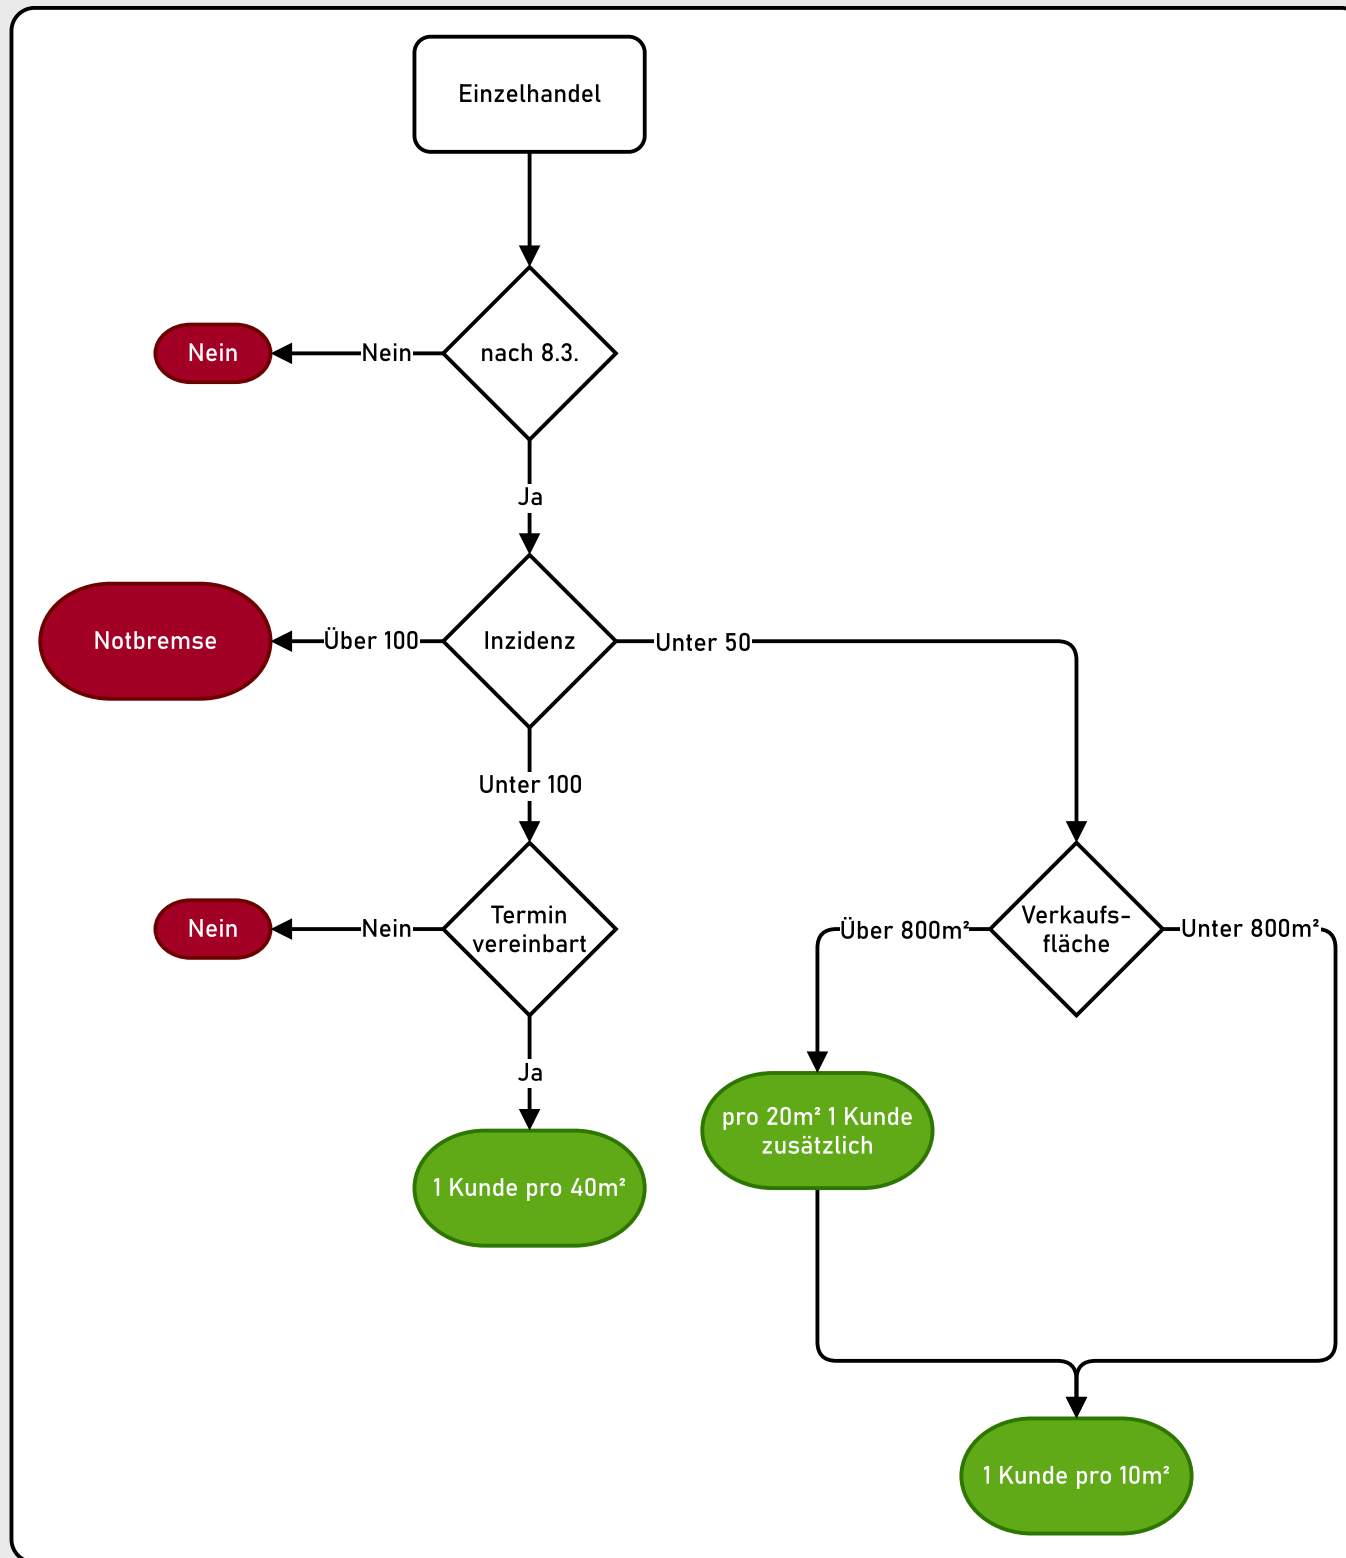 Einzelhandel
nach 8.3.
Nein
Nein
Ja
Inzidenz
Über 100
Notbremse
Unter 50
Unter 100
Termin
vereinbart
Nein
Nein
Verkaufs-
fläche
Über 800m²
Unter 800m²
Ja
1 Kunde pro 40m²
pro 20m² 1 Kunde
zusätzlich
1 Kunde pro 10m²